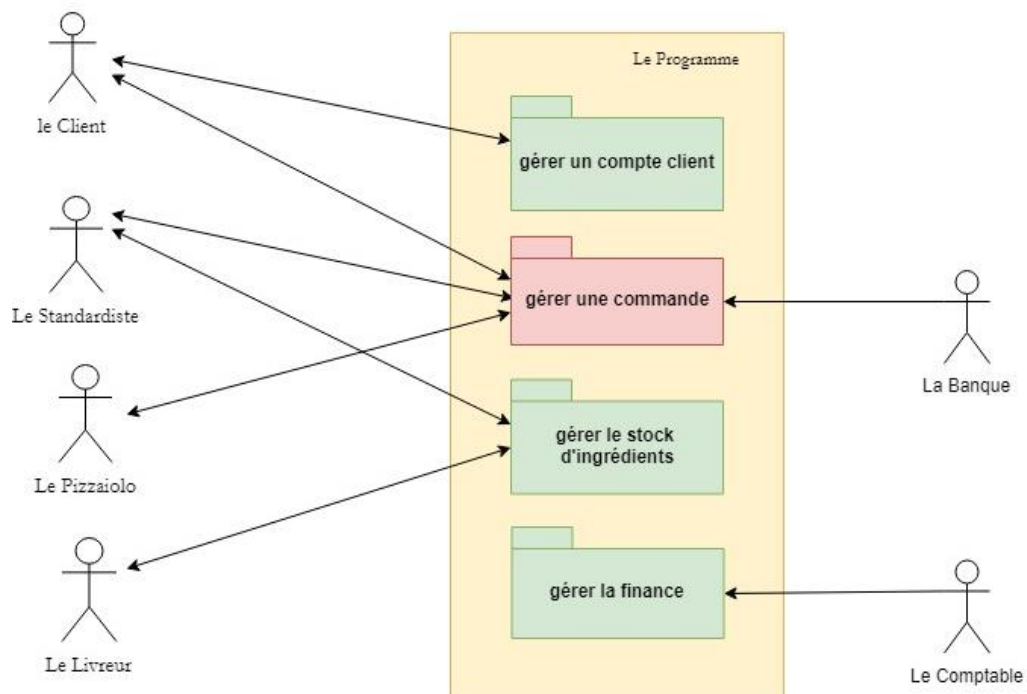 Le Programme
le Client
gérer un compte client
Le Standardiste
gérer une commande
La Banque
Le Pizzaiolo
gérer le stock
d'ingrédients
Le Livreur
gérer la finance
Le Comptable